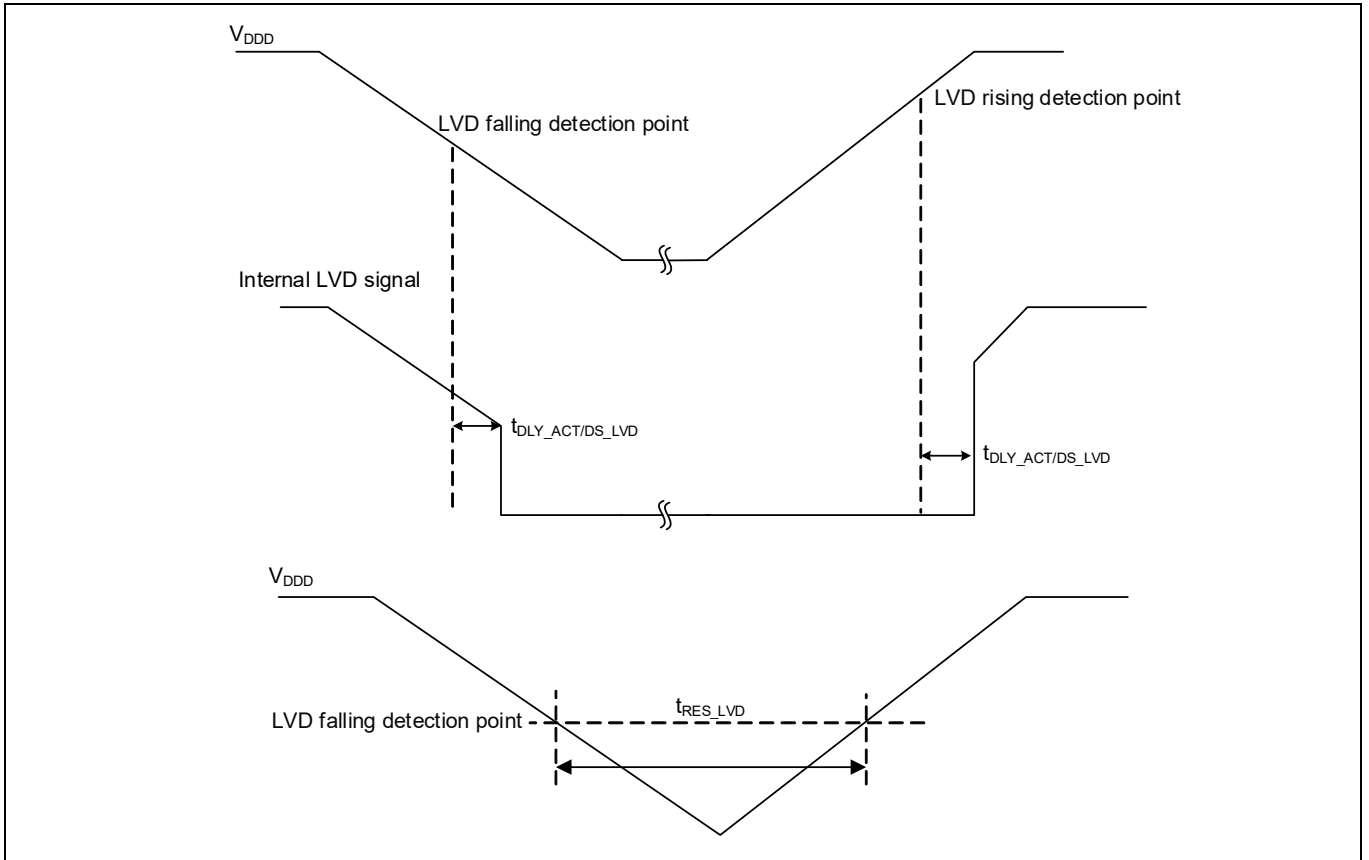 VDDD
LVD rising detection point
LVD falling detection point
Internal LVD signal
tDLY_ACT/DS_LVD
tDLY_ACT/DS_LVD
VDDD
tRES_LVD
LVD falling detection point